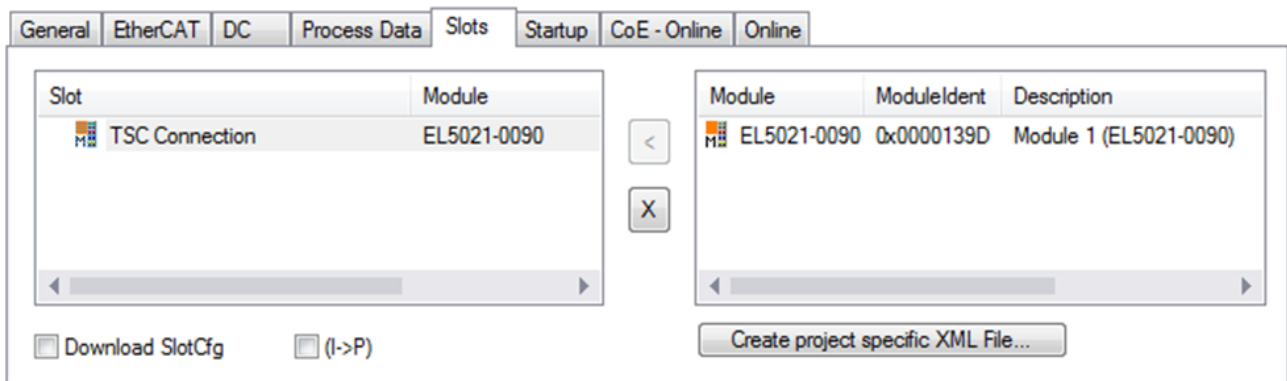 General EtherCAT DC Process Data Slots Startup CoE - Online Online
Slot Module
TSC Connection EL5021-0090
<
X
Module ModuleIdent Description
EL5021-0090 0x0000139D Module 1 (EL5021-0090)
Download SlotCfg (I->P)
Create project specific XML File...